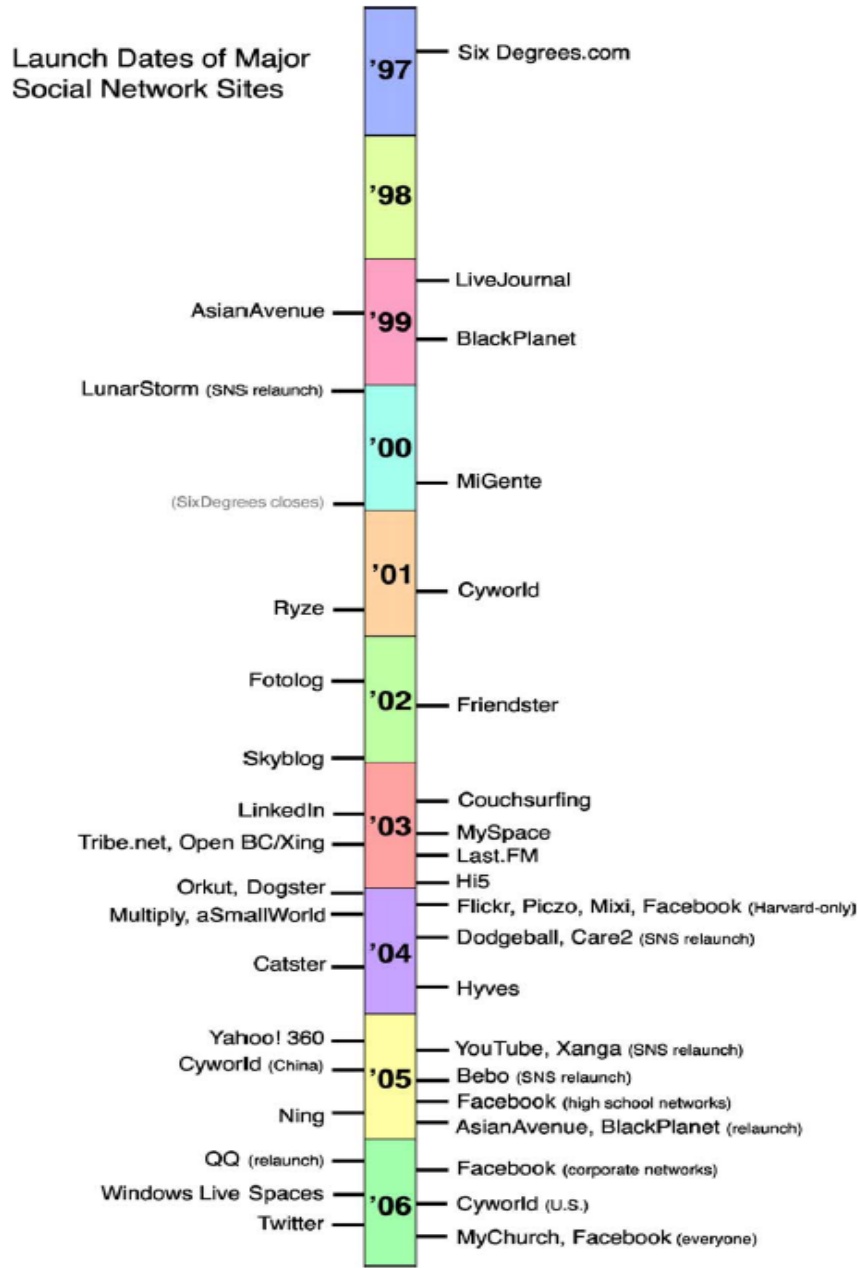 Launch Dates of Major
Social Network Sites
'97
Six Degrees.com
'98
LiveJournal
AsianAvenue
'99
BlackPlanet
LunarStorm (SNS relaunch)
'00
MiGente
(SixDegrees closes)
'01
Cyworld
Ryze
Fotolog
'02
Friendster
Skyblog
Couchsurfing
LinkedIn
'03
MySpace
Tribe.net, Open BC/Xing
Last.FM
Hi5
Orkut, Dogster
Flickr, Piczo, Mixi, Facebook (Harvard-only)
Multiply, aSmallWorld
Dodgeball, Care2 (SNS relaunch)
'04
Catster
Hyves
Yahoo! 360
YouTube, Xanga (SNS relaunch)
Cyworld (China)
'05
Bebo (SNS relaunch)
Facebook (high school networks)
Ning
AsianAvenue, BlackPlanet (relaunch)
QQ (relaunch)
Facebook (corporate networks)
Windows Live Spaces
'06
Cyworld (U.S.)
Twitter
MyChurch, Facebook (everyone)